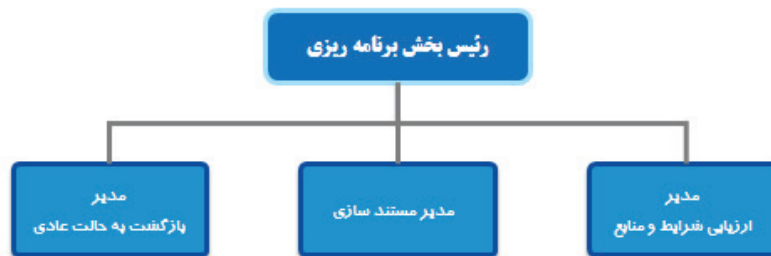 رئیس بخش برنامه ریزی
مدیر
ارزیابی شرایط و منابع
مدیر مستند سازی
مدیر
بازگشت به حالت عادی